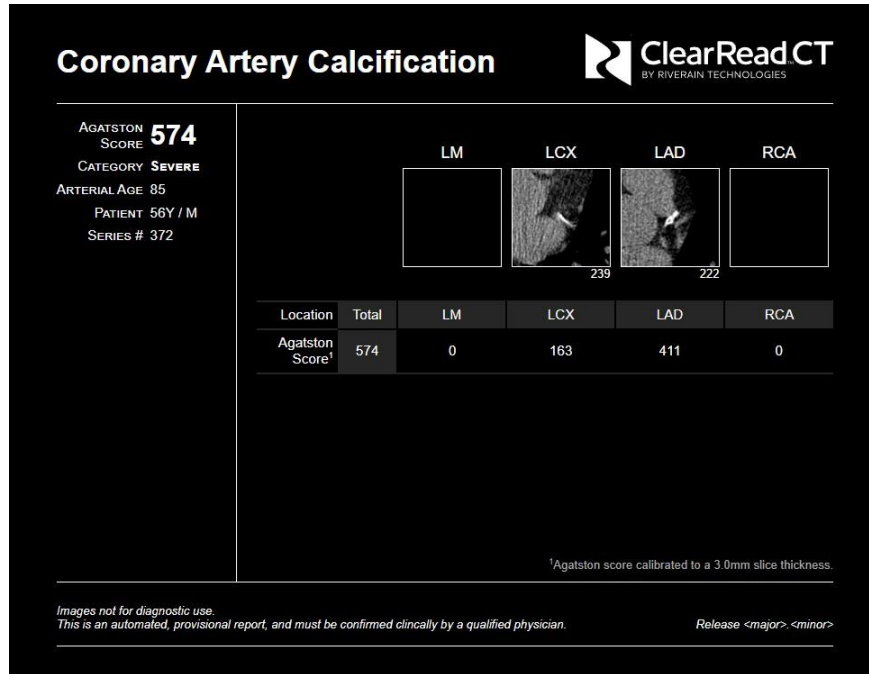 Coronary Artery Calcification
ClearRead CT™
BY RIVERAIN TECHNOLOGIES
AGATSTON SCORE 574
CATEGORY SEVERE
ARTERIAL AGE 85
PATIENT 56Y / M
SERIES # 372
LM LCX LAD RCA
239 222
Location Total LM LCX LAD RCA
Agatston Score¹ 574 0 163 411 0
¹Agatston score calibrated to a 3.0mm slice thickness.
Images not for diagnostic use.
This is an automated, provisional report, and must be confirmed clincally by a qualified physician.
Release <major>.<minor>